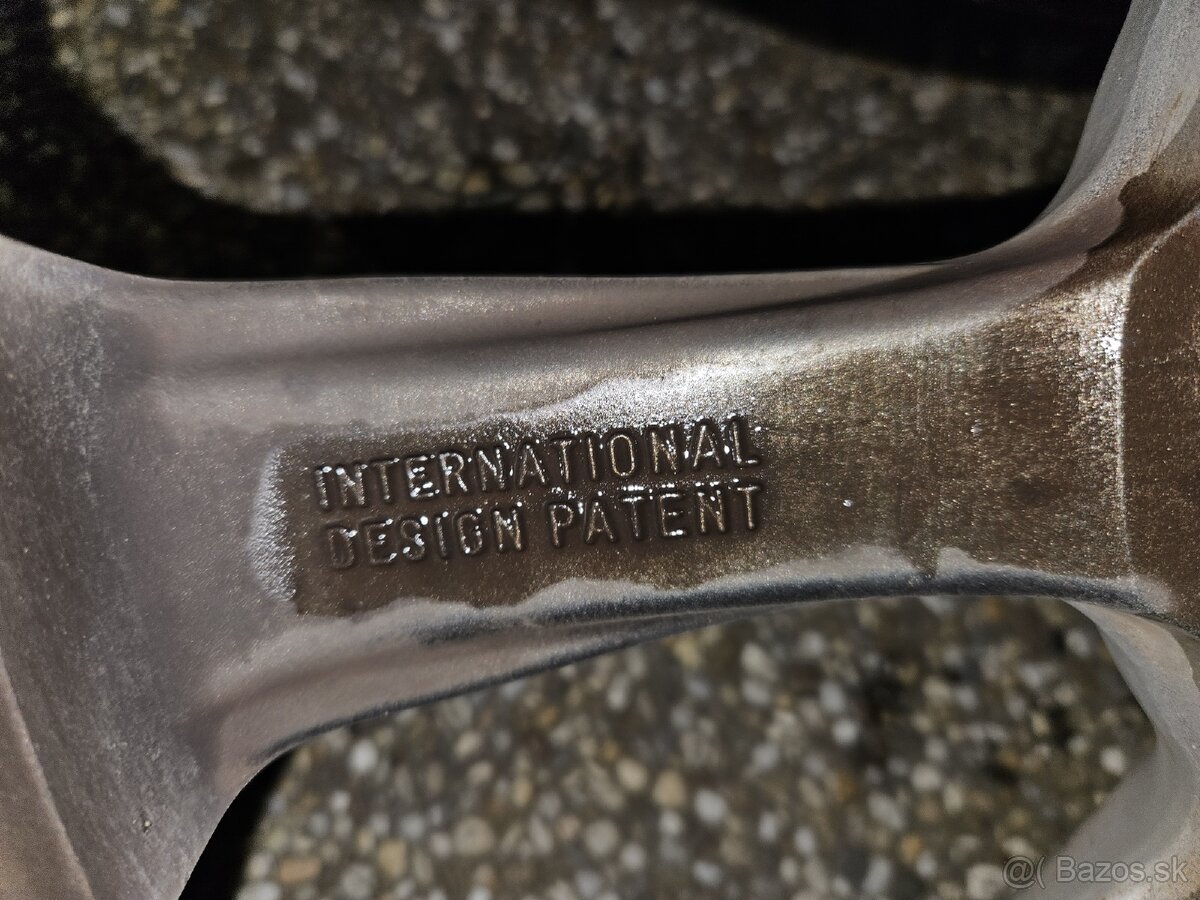 INTERNATIONAL
DESIGN PATENT
@( Bazos.sk